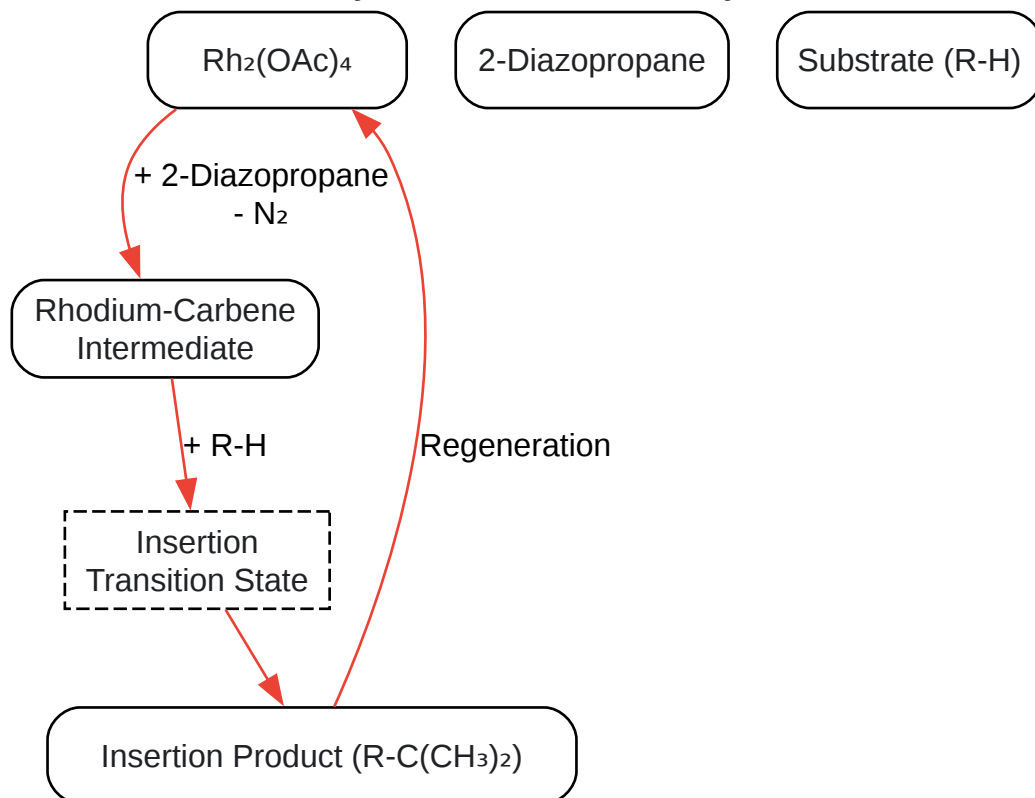 Rh₂(OAc)₄
2-Diazopropane
Substrate (R-H)
+ 2-Diazopropane
- N₂
Rhodium-Carbene
Intermediate
+ R-H
Regeneration
Insertion
Transition State
Insertion Product (R-C(CH₃)₂)